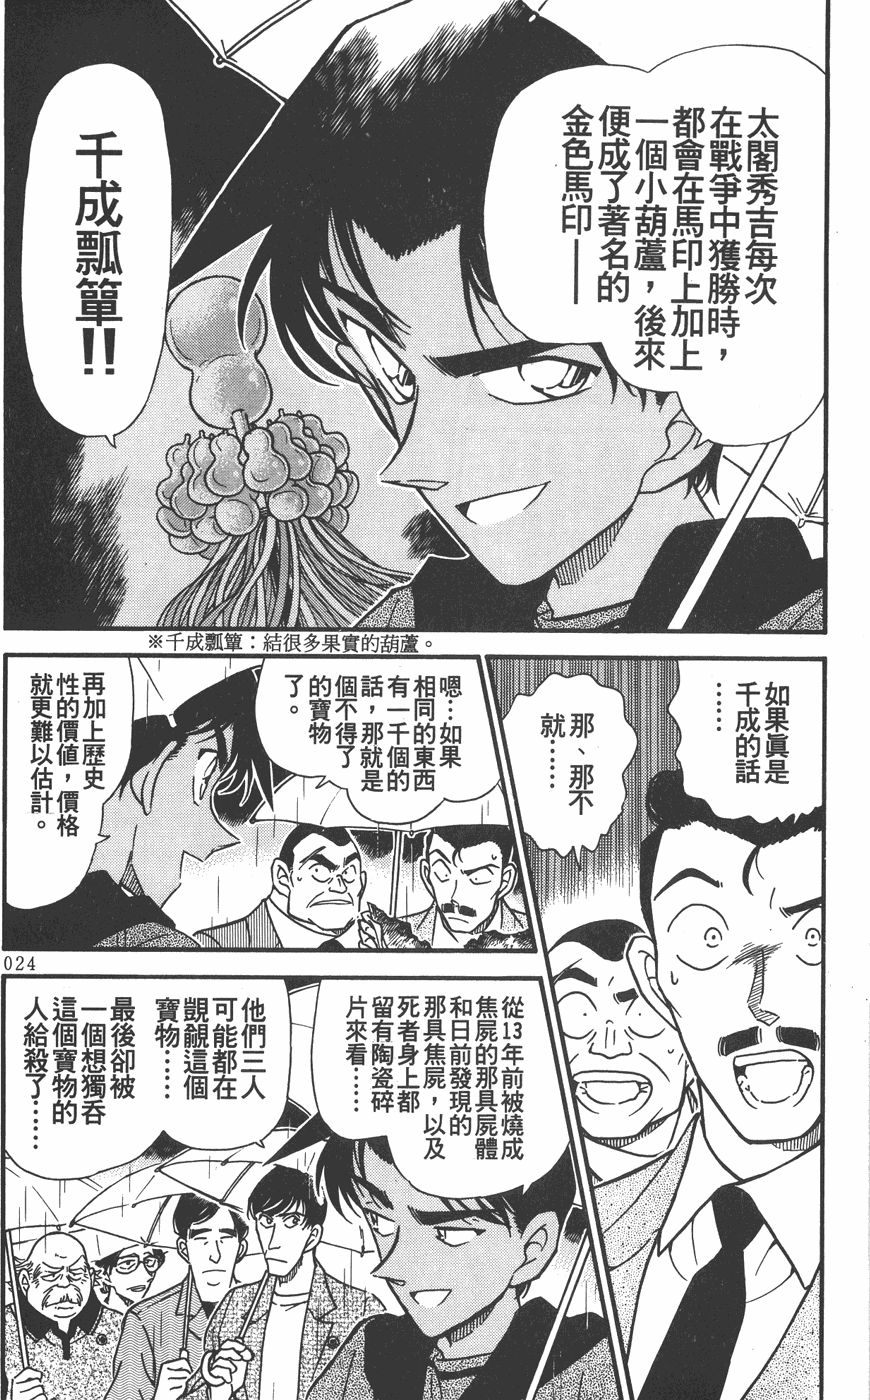 太閤秀吉每次
在戰爭中獲勝時，
都會在馬印上加上
一個小葫蘆，後來
便成了著名的
金色馬印──
千成瓢簞!!
※千成瓢簞：結很多果實的葫蘆。
如果眞是
千成的話
……
那、那不
就……
嗯…如果
相同的東西
有一千個的
話，那就是
個不得了
的寶物
了。
再加上歷史
性的價值，價格
就更難以估計。
024
從13年前被燒成
焦屍的那具屍體
和日前發現的
那具焦屍，以及
死者身上都
留有陶瓷碎
片來看……
他們三人
可能都在
覬覦這個
寶物……
最後卻被
一個想獨吞
這個寶物的
人給殺了……